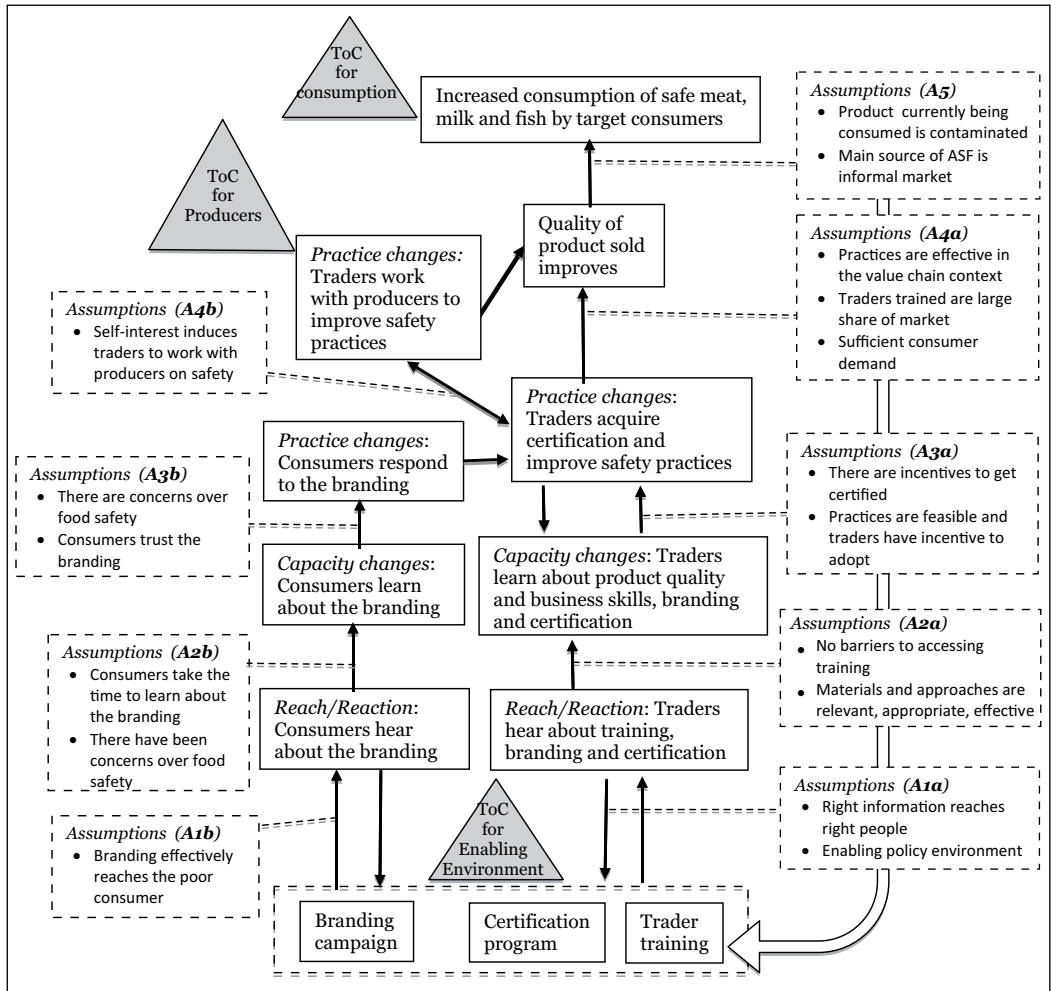 ToC
for
consumption
Increased consumption of safe meat,
milk and fish by target consumers
Assumptions (A5)
• Product currently being
consumed is contaminated
• Main source of ASF is
informal market
ToC
for
Producers
Quality of
product sold
improves
Assumptions (A4a)
• Practices are effective in
the value chain context
• Traders trained are large
share of market
• Sufficient consumer
demand
Practice changes:
Traders work
with producers to
improve safety
practices
Assumptions (A4b)
• Self-interest induces
traders to work with
producers on safety
Practice changes:
Traders acquire
certification and
improve safety practices
Practice changes:
Consumers respond
to the branding
Assumptions (A3a)
• There are incentives to get
certified
• Practices are feasible and
traders have incentive to
adopt
Assumptions (A3b)
• There are concerns over
food safety
• Consumers trust the
branding
Capacity changes:
Consumers learn
about the branding
Capacity changes: Traders
learn about product quality
and business skills, branding
and certification
Assumptions (A2a)
• No barriers to accessing
training
• Materials and approaches are
relevant, appropriate, effective
Assumptions (A2b)
• Consumers take the
time to learn about
the branding
• There have been
concerns over food
safety
Reach/Reaction:
Consumers hear
about the branding
Reach/Reaction: Traders
hear about training,
branding and certification
Assumptions (A1a)
• Right information reaches
right people
• Enabling policy environment
ToC
for
Enabling
Environment
Assumptions (A1b)
• Branding effectively
reaches the poor
consumer
Branding
campaign
Certification
program
Trader
training